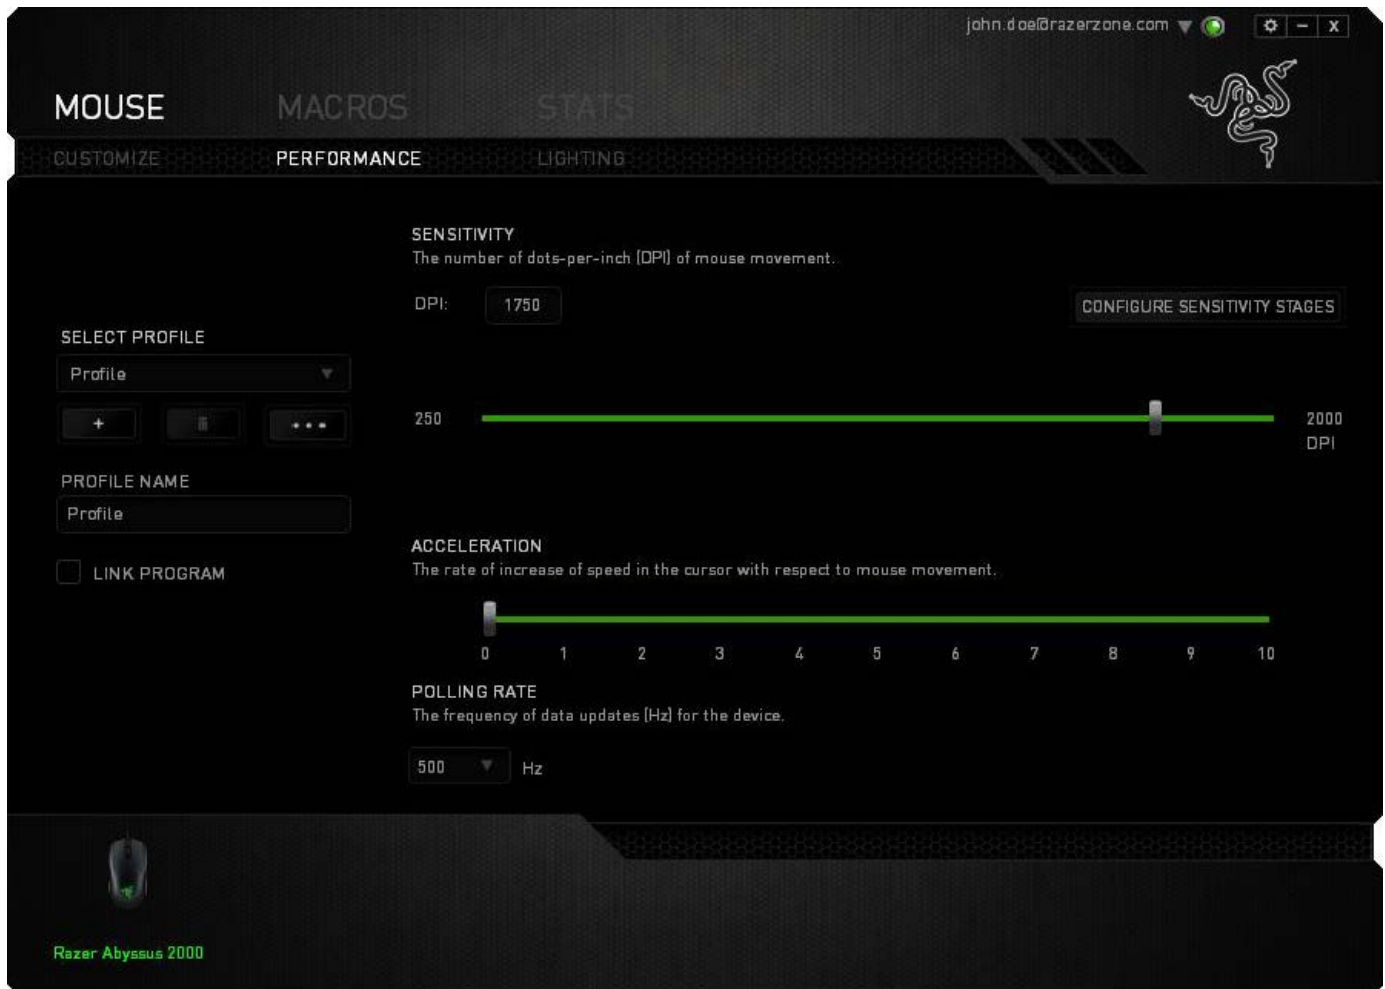 john.doe@razerzone.com
MOUSE MACROS STATS
CUSTOMIZE PERFORMANCE LIGHTING
SENSITIVITY
The number of dots-per-inch (DPI) of mouse movement.
DPI: 1750 CONFIGURE SENSITIVITY STAGES
SELECT PROFILE
Profile
250 2000
DPI
PROFILE NAME
Profile
LINK PROGRAM
ACCELERATION
The rate of increase of speed in the cursor with respect to mouse movement.
0 1 2 3 4 5 6 7 8 9 10
POLLING RATE
The frequency of data updates (Hz) for the device.
500 Hz
Razer Abyssus 2000